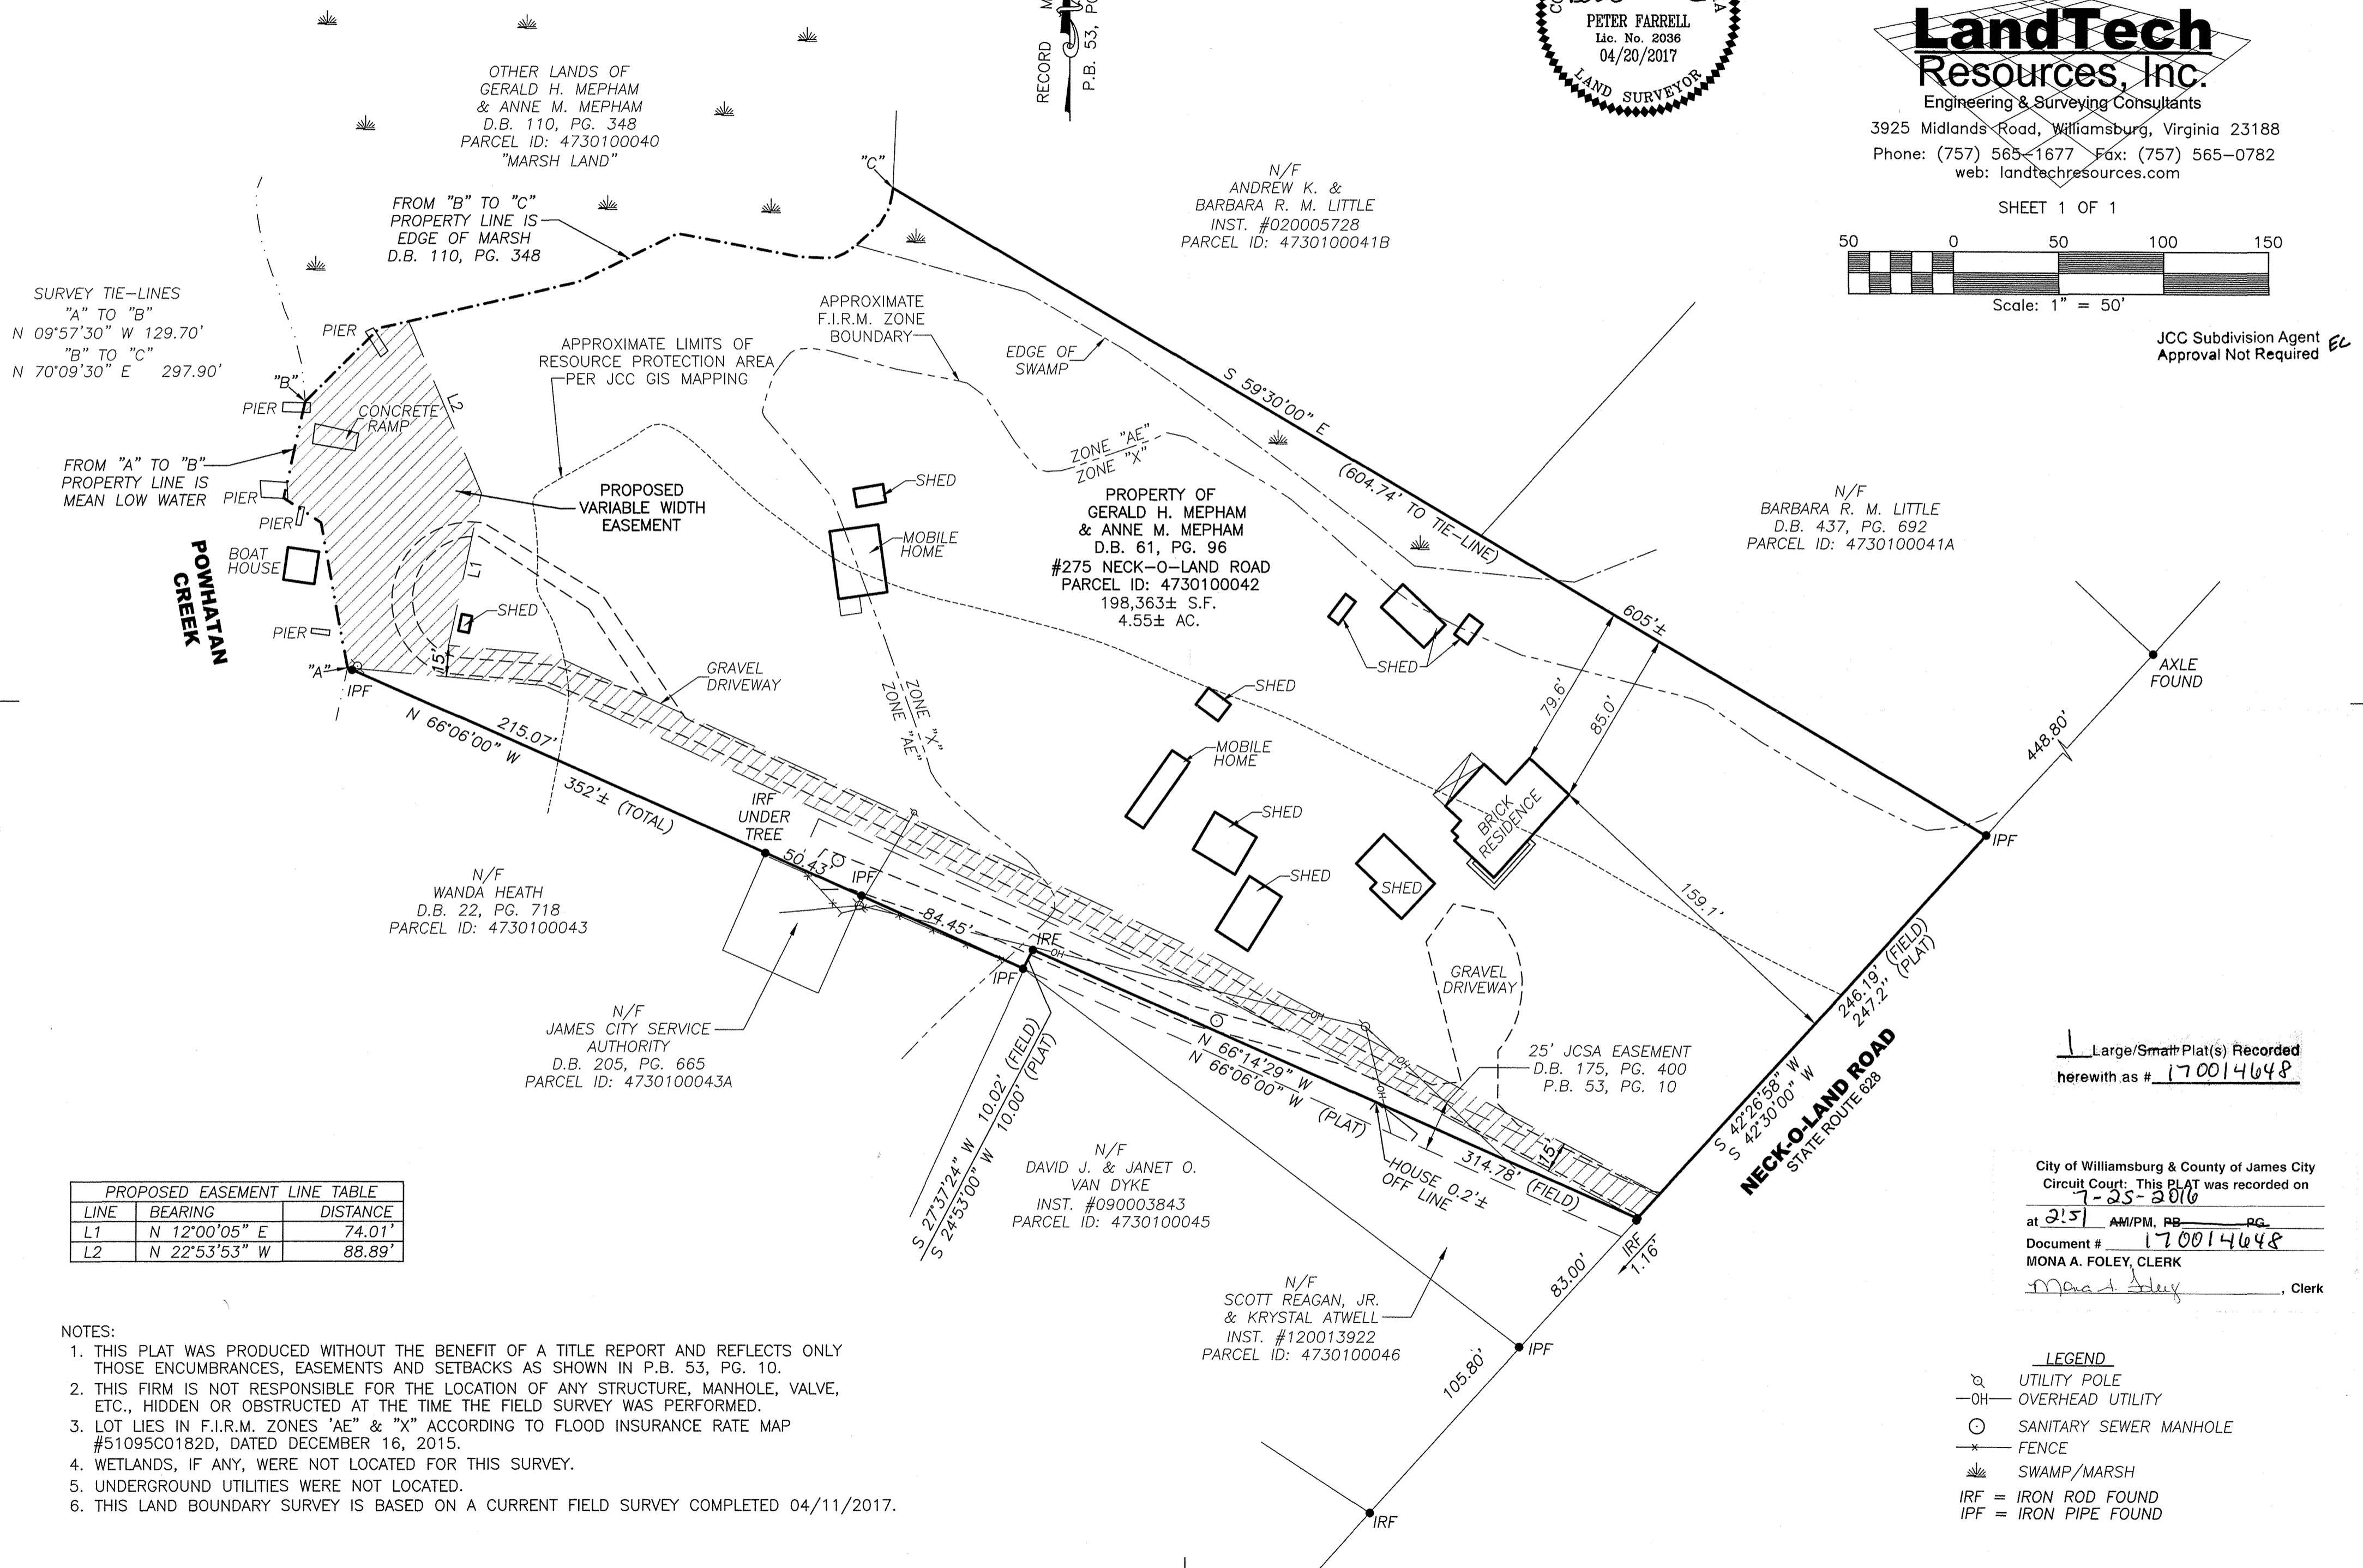 RECORD
P.B. 53,
PETER FARRELL
Lic. No. 2036
04/20/2017
LAND SURVEYOR
LandTech
Resources, Inc.
Engineering & Surveying Consultants
3925 Midlands Road, Williamsburg, Virginia 23188
Phone: (757) 565-1677 Fax: (757) 565-0782
web: landtechresources.com
SHEET 1 OF 1
50 0 50 100 150
Scale: 1" = 50'
JCC Subdivision Agent
Approval Not Required EC
OTHER LANDS OF
GERALD H. MEPHAM
& ANNE M. MEPHAM
D.B. 110, PG. 348
PARCEL ID: 4730100040
"MARSH LAND"
"C"
FROM "B" TO "C"
PROPERTY LINE IS
EDGE OF MARSH
D.B. 110, PG. 348
N/F
ANDREW K. &
BARBARA R. M. LITTLE
INST. #020005728
PARCEL ID: 4730100041B
SURVEY TIE-LINES
"A" TO "B"
N 09°57'30" W 129.70'
"B" TO "C"
N 70°09'30" E 297.90'
PIER
"B"
PIER
CONCRETE
RAMP
L2
APPROXIMATE LIMITS OF
RESOURCE PROTECTION AREA
PER JCC GIS MAPPING
APPROXIMATE
F.I.R.M. ZONE
BOUNDARY
EDGE OF
SWAMP
S 59°30'00" E
(604.74' TO TIE-LINE)
605'±
ZONE "AE"
ZONE "X"
FROM "A" TO "B"
PROPERTY LINE IS
MEAN LOW WATER
PIER
PIER
BOAT
HOUSE
POWHATAN
CREEK
PIER
"A"
IPF
L1
SHED
15'
PROPOSED
VARIABLE WIDTH
EASEMENT
SHED
MOBILE
HOME
PROPERTY OF
GERALD H. MEPHAM
& ANNE M. MEPHAM
D.B. 61, PG. 96
#275 NECK-O-LAND ROAD
PARCEL ID: 4730100042
198,363± S.F.
4.55± AC.
N/F
BARBARA R. M. LITTLE
D.B. 437, PG. 692
PARCEL ID: 4730100041A
AXLE
FOUND
448.80'
IPF
SHED
79.6'
85.0'
GRAVEL
DRIVEWAY
ZONE "X"
ZONE "AE"
SHED
MOBILE
HOME
SHED
SHED
SHED
BRICK
RESIDENCE
159.1'
N 66°06'00" W
215.07'
352'± (TOTAL)
IRF
UNDER
TREE
50.43'
IPF
84.45'
IRF
IPF
OH
OH
OH
OH
N/F
WANDA HEATH
D.B. 22, PG. 718
PARCEL ID: 4730100043
N/F
JAMES CITY SERVICE
AUTHORITY
D.B. 205, PG. 665
PARCEL ID: 4730100043A
GRAVEL
DRIVEWAY
25' JCSA EASEMENT
D.B. 175, PG. 400
P.B. 53, PG. 10
246.19' (FIELD)
247.2" (PLAT)
S 42°26'58" W
S 42°30'00" W
NECK-O-LAND ROAD
STATE ROUTE 628
S 27°37'24" W 10.02' (FIELD)
S 24°53'00" W 10.00' (PLAT)
N 66°14'29" W
N 66°06'00" W (PLAT)
314.78' (FIELD)
15'
HOUSE 0.2'±
OFF LINE
N/F
DAVID J. & JANET O.
VAN DYKE
INST. #090003843
PARCEL ID: 4730100045
N/F
SCOTT REAGAN, JR.
& KRYSTAL ATWELL
INST. #120013922
PARCEL ID: 4730100046
IRF
1.16'
83.00'
IPF
105.80'
IRF
1 Large/Small Plat(s) Recorded
herewith as # 170014648
City of Williamsburg & County of James City
Circuit Court: This PLAT was recorded on
7-25-2016
at 2:51 AM/PM, PB PG
Document # 170014648
MONA A. FOLEY, CLERK
Mona A. Foley, Clerk
PROPOSED EASEMENT LINE TABLE
LINE BEARING DISTANCE
L1 N 12°00'05" E 74.01'
L2 N 22°53'53" W 88.89'
NOTES:
1. THIS PLAT WAS PRODUCED WITHOUT THE BENEFIT OF A TITLE REPORT AND REFLECTS ONLY
THOSE ENCUMBRANCES, EASEMENTS AND SETBACKS AS SHOWN IN P.B. 53, PG. 10.
2. THIS FIRM IS NOT RESPONSIBLE FOR THE LOCATION OF ANY STRUCTURE, MANHOLE, VALVE,
ETC., HIDDEN OR OBSTRUCTED AT THE TIME THE FIELD SURVEY WAS PERFORMED.
3. LOT LIES IN F.I.R.M. ZONES 'AE" & "X" ACCORDING TO FLOOD INSURANCE RATE MAP
#51095C0182D, DATED DECEMBER 16, 2015.
4. WETLANDS, IF ANY, WERE NOT LOCATED FOR THIS SURVEY.
5. UNDERGROUND UTILITIES WERE NOT LOCATED.
6. THIS LAND BOUNDARY SURVEY IS BASED ON A CURRENT FIELD SURVEY COMPLETED 04/11/2017.
LEGEND
UTILITY POLE
OH OVERHEAD UTILITY
SANITARY SEWER MANHOLE
FENCE
SWAMP/MARSH
IRF = IRON ROD FOUND
IPF = IRON PIPE FOUND